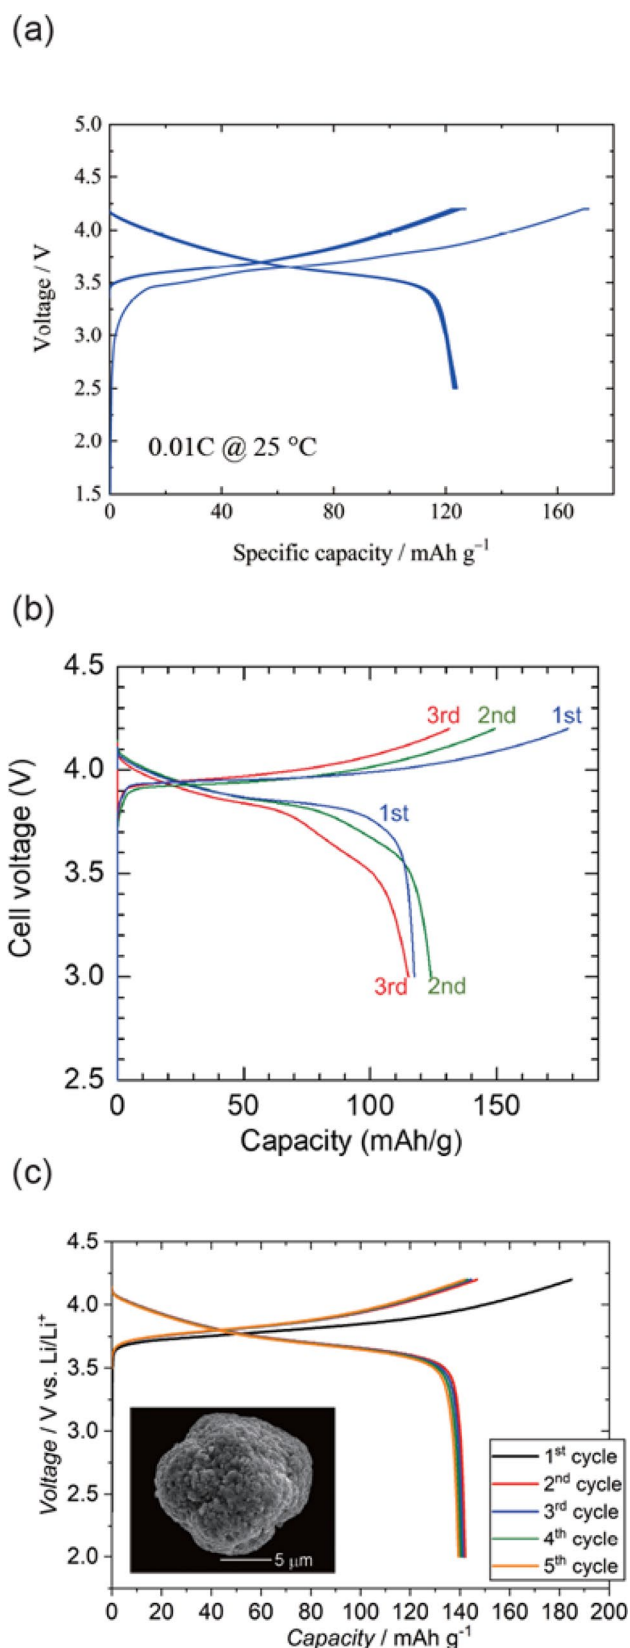 (a)
5.0
4.5
4.0
3.5
3.0
2.5
2.0
1.5
Voltage / V
0.01C @ 25 °C
0 40 80 120 160
Specific capacity / mAh g⁻¹
(b)
4.5
4.0
3.5
3.0
2.5
Cell voltage (V)
3rd 2nd 1st
1st
3rd 2nd
0 50 100 150
Capacity (mAh/g)
(c)
4.5
4.0
3.5
3.0
2.5
2.0
Voltage / V vs. Li/Li⁺
5 μm
1st cycle
2nd cycle
3rd cycle
4th cycle
5th cycle
0 20 40 60 80 100 120 140 160 180 200
Capacity / mAh g⁻¹